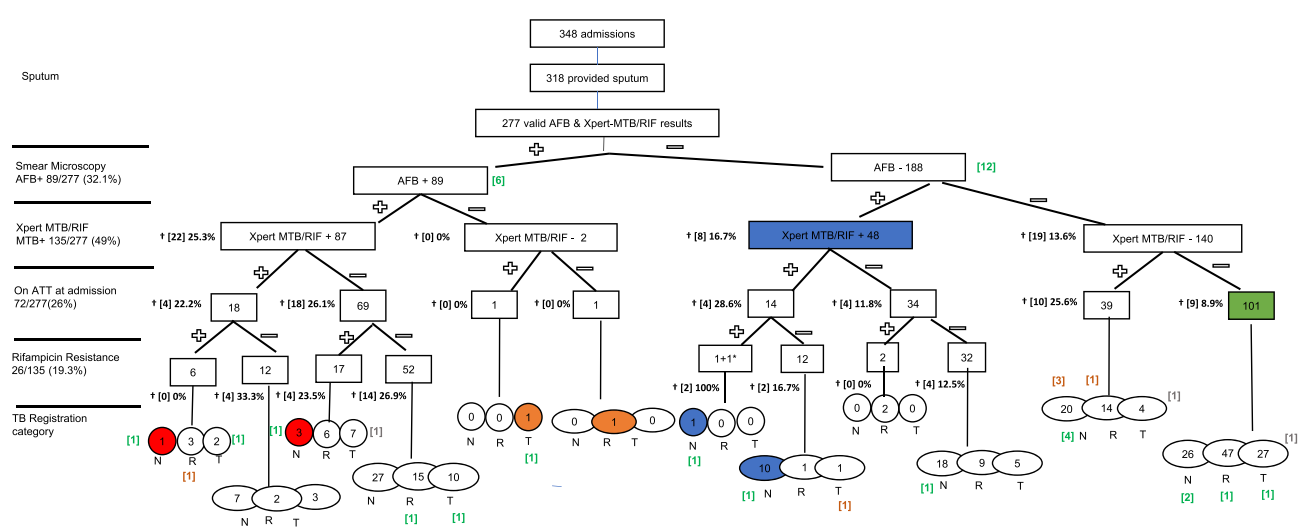 348 admissions
Sputum
318 provided sputum
277 valid AFB & Xpert-MTB/RIF results
Smear Microscopy
AFB+ 89/277 (32.1%)
AFB + 89
[6]
AFB - 188
[12]
Xpert MTB/RIF
MTB+ 135/277 (49%)
† [22] 25.3%
Xpert MTB/RIF + 87
† [0] 0%
Xpert MTB/RIF - 2
† [8] 16.7%
Xpert MTB/RIF + 48
† [19] 13.6%
Xpert MTB/RIF - 140
On ATT at admission
72/277(26%)
† [4] 22.2%
18
† [18] 26.1%
69
† [0] 0%
1
† [0] 0%
1
† [4] 28.6%
14
† [4] 11.8%
34
† [10] 25.6%
39
† [9] 8.9%
101
Rifampicin Resistance
26/135 (19.3%)
6
12
17
52
1+1*
12
2
32
† [0] 0%
† [4] 33.3%
† [4] 23.5%
† [14] 26.9%
† [2] 100%
† [2] 16.7%
† [0] 0%
† [4] 12.5%
TB Registration
category
[1]
1
3
2
[1]
N
R
T
[1]
[1]
3
6
7
[1]
N
R
T
0
0
1
N
R
T
[1]
0
1
0
N
R
T
1
0
0
N
R
T
[1]
0
2
0
N
R
T
[3]
[1]
[1]
20
14
4
[4]
N
R
T
7
2
3
N
R
T
27
15
10
N
R
T
[1]
[1]
10
1
1
[1]
N
R
T
[1]
18
9
5
[1]
N
R
T
[1]
26
47
27
N
R
T
[2]
[1]
[1]